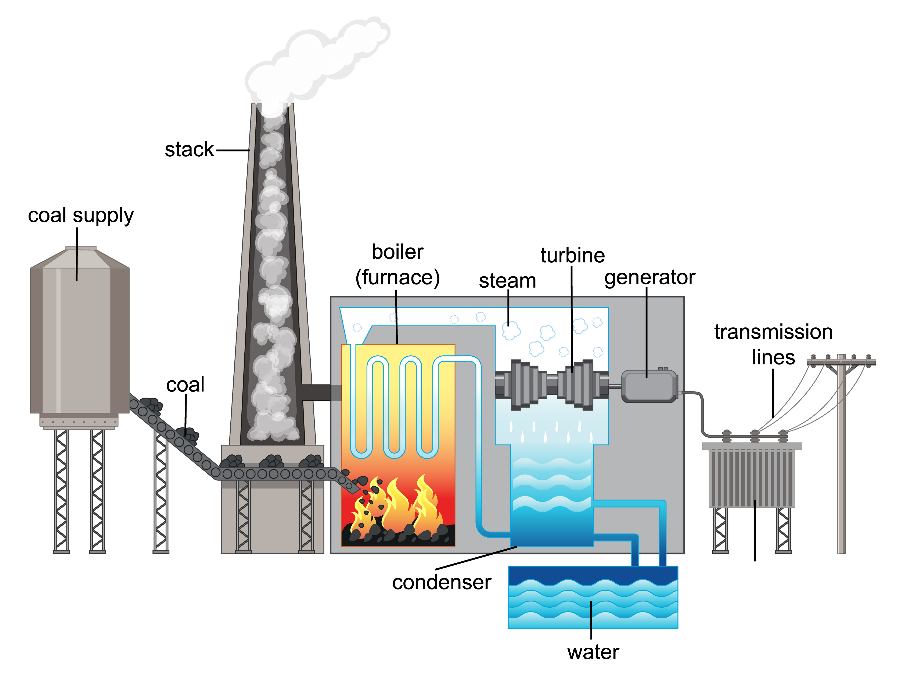 stack
coal supply
boiler
(furnace)
steam
turbine
generator
transmission
lines
coal
condenser
water